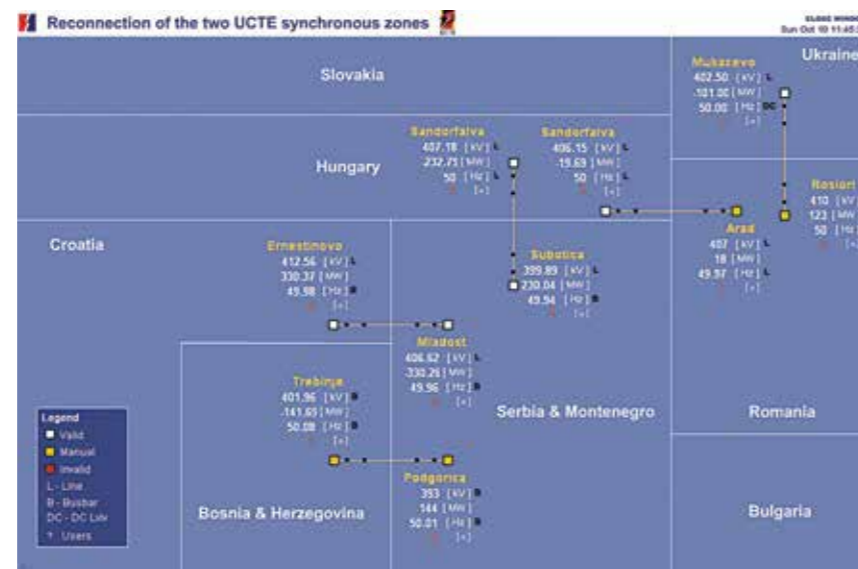 Reconnection of the two UCTE synchronous zones
Sun Oct 10 11:45:
Slovakia
Ukraine
Mukacevo
402.50 [kV] L
-101.00 [MW]
50.00 [Hz] DC
[+]
Hungary
Sandorfalva
407.18 [kV] L
-232.71 [MW]
50 [Hz] L
[+]
Sandorfalva
406.15 [kV] L
-19.69 [MW]
50 [Hz] L
[+]
Rosiori
410 [kV
123 [MW]
50 [Hz]
Arad
407 [kV] L
18 [MW]
49.97 [Hz] L
[+]
Croatia
Ernestinovo
412.56 [kV] L
330.37 [MW]
49.98 [Hz] B
[+]
Subotica
399.89 [kV] L
230.04 [MW]
49.94 [Hz] B
[+]
Mladost
406.62 [kV] L
-330.26 [MW]
49.96 [Hz] B
[+]
Trebinje
401.96 [kV] B
-141.61 [MW]
50.08 [Hz] B
[+]
Serbia & Montenegro
Romania
Legend
Valid
Manual
Invalid
L - Line
B - Busbar
DC - DC Link
? Users
Podgorica
393 [kV] B
144 [MW]
50.01 [Hz] B
[+]
Bosnia & Herzegovina
Bulgaria